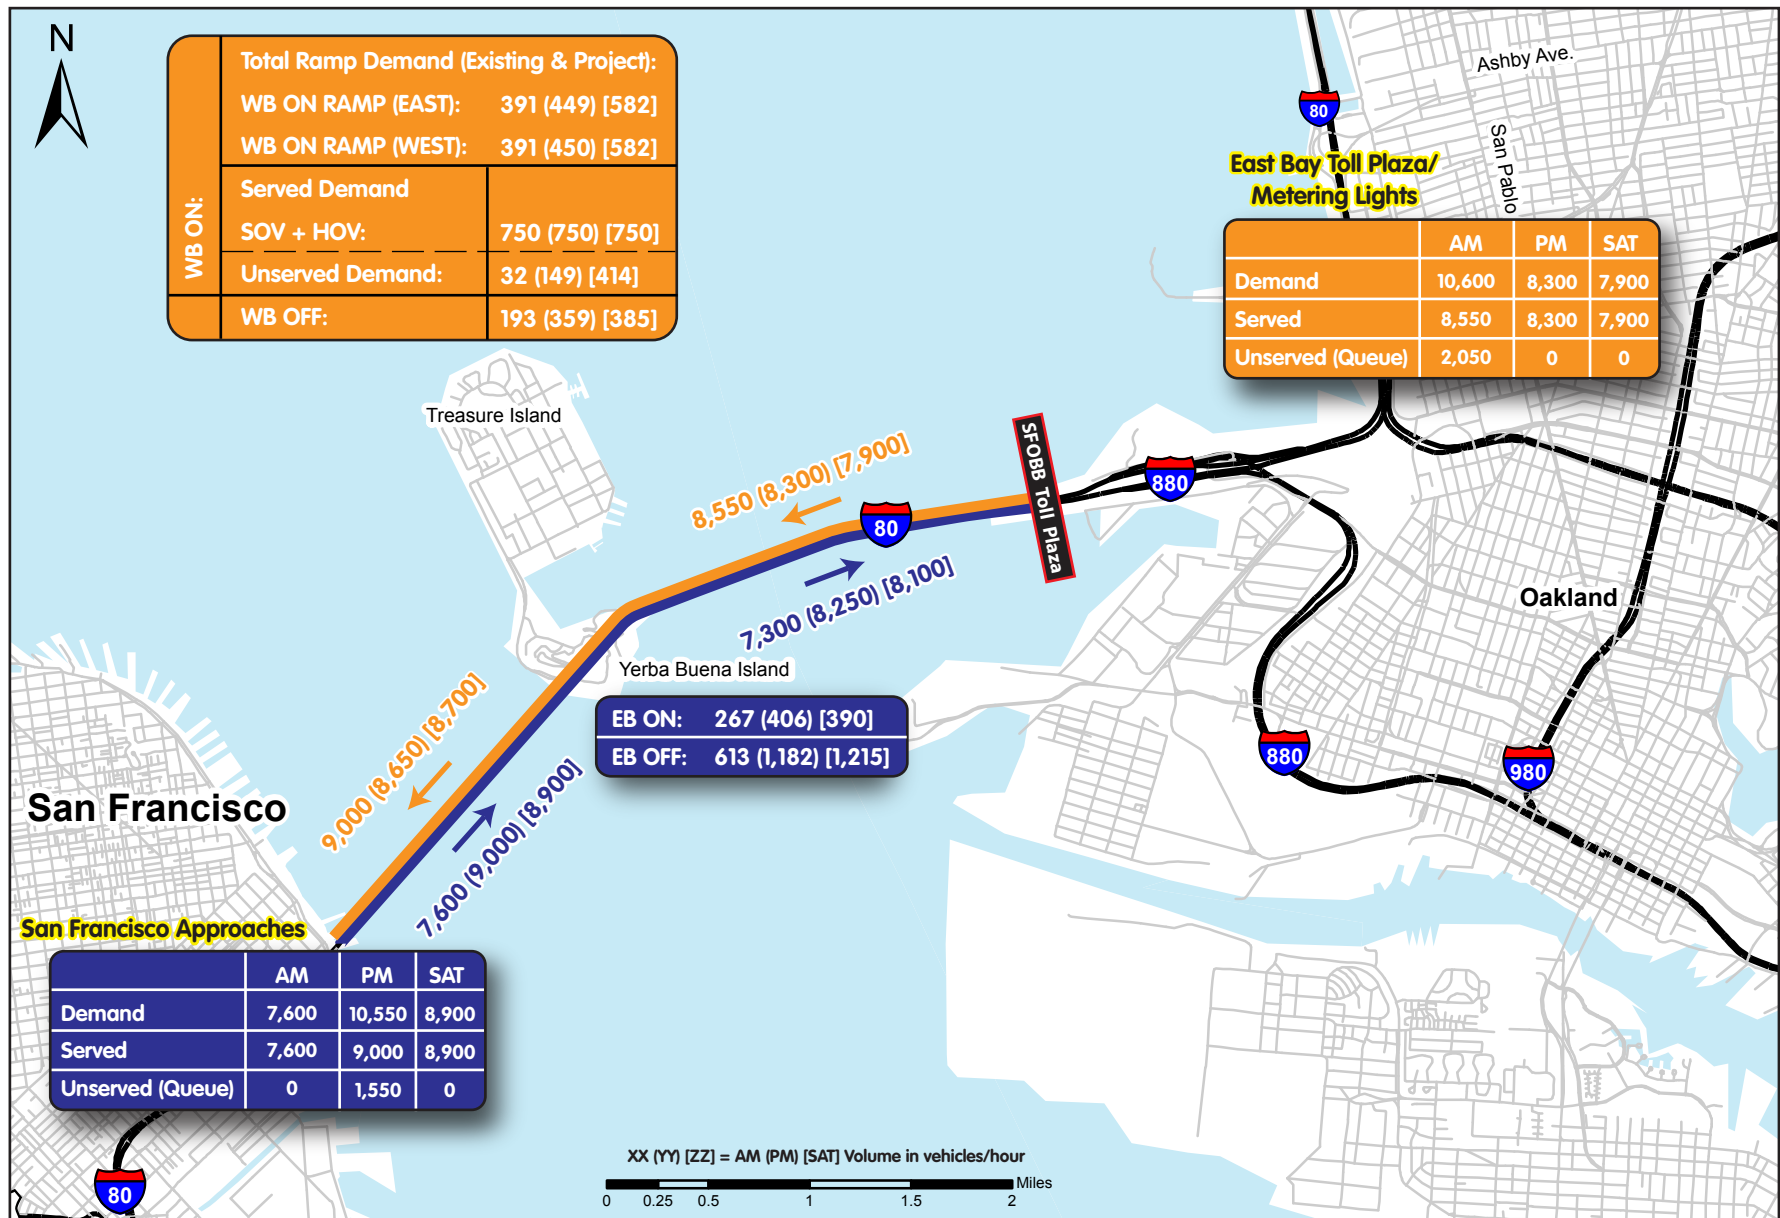 N
Total Ramp Demand (Existing & Project):
WB ON RAMP (EAST): 391 (449) [582]
WB ON RAMP (WEST): 391 (450) [582]
WB ON:
Served Demand
SOV + HOV: 750 (750) [750]
Unserved Demand: 32 (149) [414]
WB OFF: 193 (359) [385]
Ashby Ave.
80
San Pablo
East Bay Toll Plaza/
Metering Lights
AM PM SAT
Demand 10,600 8,300 7,900
Served 8,550 8,300 7,900
Unserved (Queue) 2,050 0 0
Treasure Island
8,550 (8,300) [7,900]
SFOBB Toll Plaza
880
80
7,300 (8,250) [8,100]
Oakland
Yerba Buena Island
EB ON: 267 (406) [390]
EB OFF: 613 (1,182) [1,215]
9,000 (8,650) [8,700]
7,600 (9,000) [8,900]
880
980
San Francisco
San Francisco Approaches
AM PM SAT
Demand 7,600 10,550 8,900
Served 7,600 9,000 8,900
Unserved (Queue) 0 1,550 0
80
XX (YY) [ZZ] = AM (PM) [SAT] Volume in vehicles/hour
Miles
0 0.25 0.5 1 1.5 2